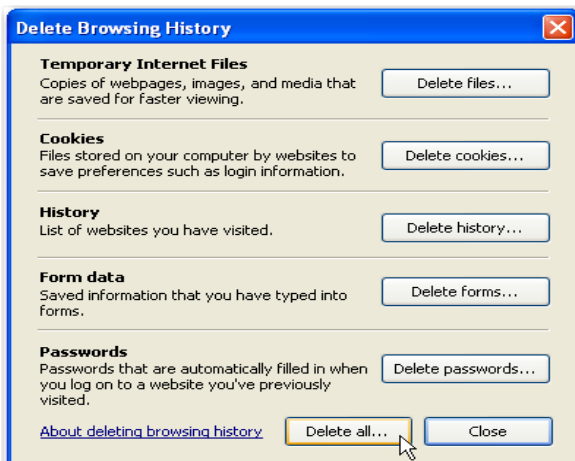 Delete Browsing History
Temporary Internet Files
Copies of webpages, images, and media that
are saved for faster viewing.
Delete files...
Cookies
Files stored on your computer by websites to
save preferences such as login information.
Delete cookies...
History
List of websites you have visited.
Delete history...
Form data
Saved information that you have typed into
forms.
Delete forms...
Passwords
Passwords that are automatically filled in when
you log on to a website you've previously
visited.
Delete passwords...
About deleting browsing history
Delete all...
Close